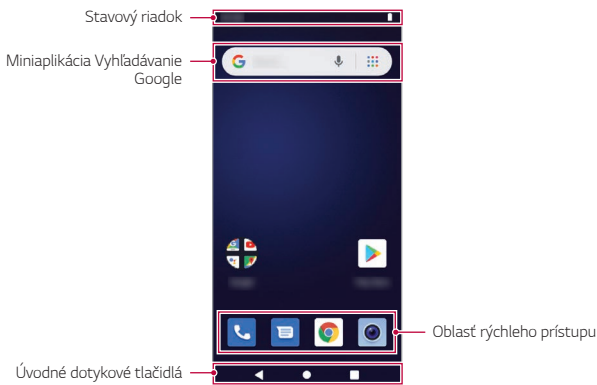 Stavový riadok
Miniaplikácia Vyhľadávanie
Google
Oblasť rýchleho prístupu
Úvodné dotykové tlačidlá